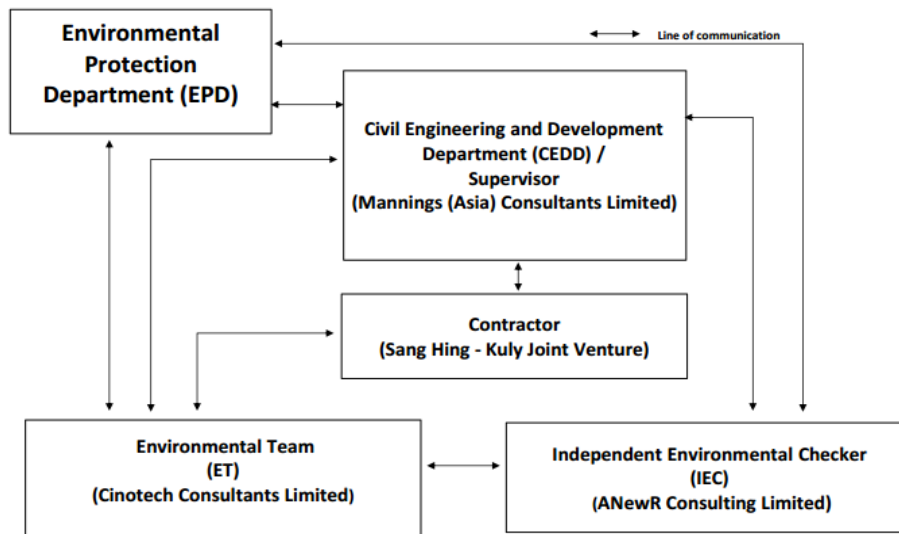 Environmental
Protection
Department (EPD)
Line of communication
Civil Engineering and Development
Department (CEDD) /
Supervisor
(Mannings (Asia) Consultants Limited)
Contractor
(Sang Hing - Kuly Joint Venture)
Environmental Team
(ET)
(Cinotech Consultants Limited)
Independent Environmental Checker
(IEC)
(ANewR Consulting Limited)